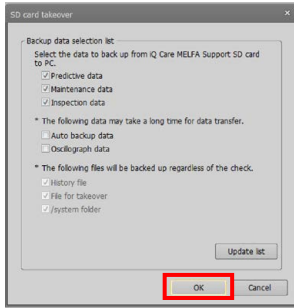 SD card takeover
Backup data selection list
Select the data to back up from iQ Care MELFA Support SD card
to PC.
Predictive data
Maintenance data
Inspection data
* The following data may take a long time for data transfer.
Auto backup data
Oscillograph data
* The following files will be backed up regardless of the check.
History file
File for takeover
/system folder
Update list
OK
Cancel